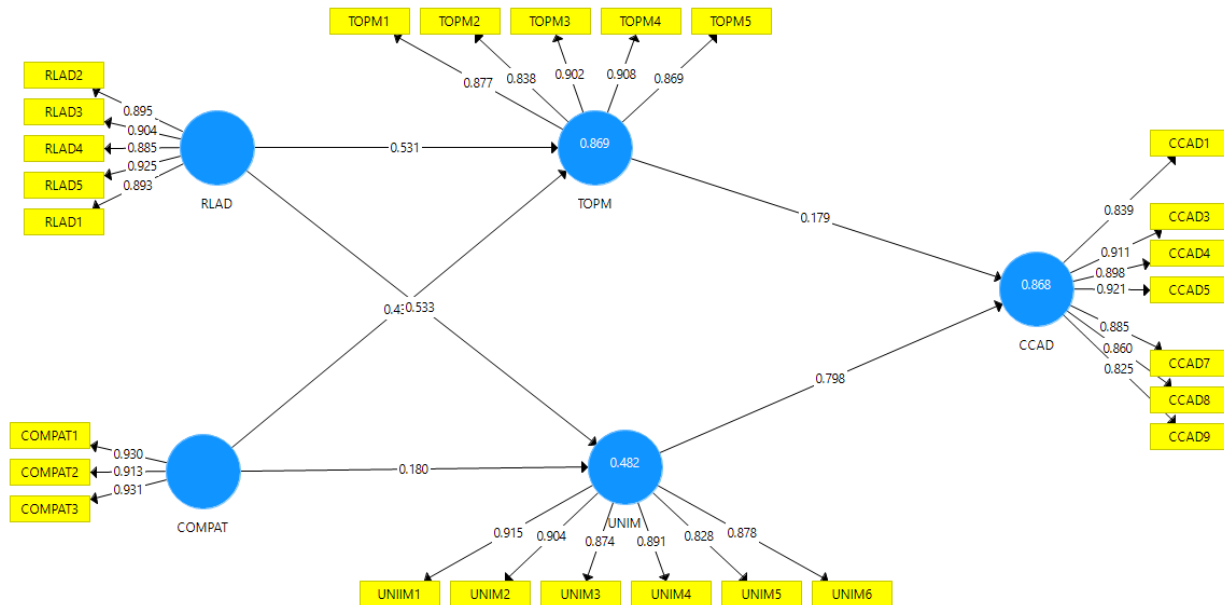 TOPM1
TOPM2
TOPM3
TOPM4
TOPM5
0.877
0.838
0.902
0.908
0.869
RLAD2
RLAD3
RLAD4
RLAD5
RLAD1
0.895
0.904
0.885
0.925
0.893
RLAD
0.531
0.869
TOPM
0.179
0.533
COMPAT1
COMPAT2
COMPAT3
0.930
0.913
0.931
COMPAT
0.180
0.482
UNIM
0.798
0.915
0.904
0.874
0.891
0.828
0.878
UNIIM1
UNIM2
UNIM3
UNIM4
UNIM5
UNIM6
0.868
CCAD
0.839
0.911
0.898
0.921
0.885
0.860
0.825
CCAD1
CCAD3
CCAD4
CCAD5
CCAD7
CCAD8
CCAD9